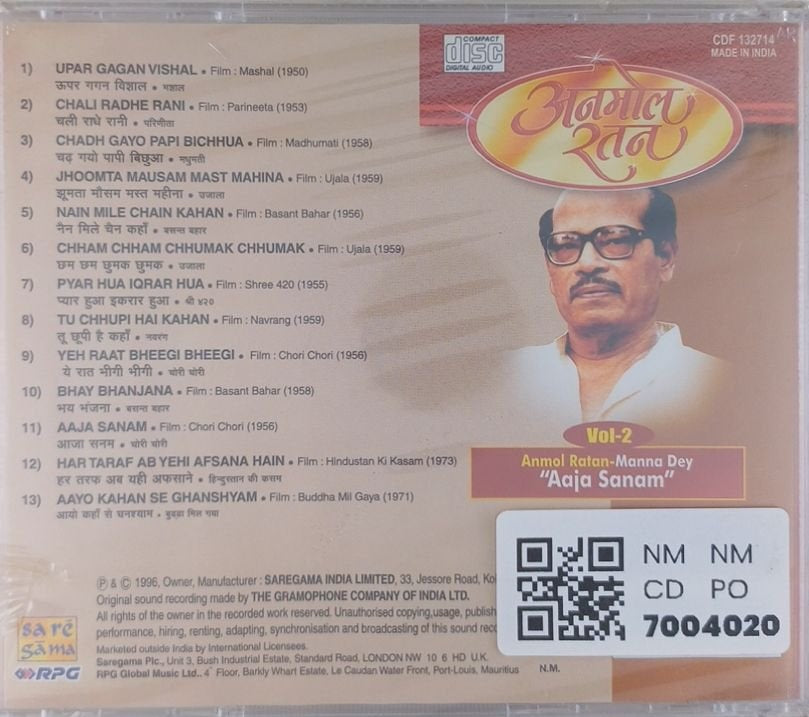 COMPACT
disc
DIGITAL AUDIO
CDF 132714
MADE IN INDIA
अनमोल
रतन
1) UPAR GAGAN VISHAL • Film : Mashal (1950)
ऊपर गगन विशाल • मशाल
2) CHALI RADHE RANI • Film : Parineeta (1953)
चली राधे रानी • परिणीता
3) CHADH GAYO PAPI BICHHUA • Film : Madhumati (1958)
चढ़ गयो पापी बिछुआ • मधुमती
4) JHOOMTA MAUSAM MAST MAHINA • Film : Ujala (1959)
झूमता मौसम मस्त महीना • उजाला
5) NAIN MILE CHAIN KAHAN • Film : Basant Bahar (1956)
नैन मिले चैन कहाँ • बसन्त बहार
6) CHHAM CHHAM CHHUMAK CHHUMAK • Film : Ujala (1959)
छम छम छुमक छुमक • उजाला
7) PYAR HUA IQRAR HUA • Film : Shree 420 (1955)
प्यार हुआ इकरार हुआ • श्री ४२०
8) TU CHHUPI HAI KAHAN • Film : Navrang (1959)
तू छूपी है कहाँ • नवरंग
9) YEH RAAT BHEEGI BHEEGI • Film : Chori Chori (1956)
ये रात भीगी भीगी • चोरी चोरी
10) BHAY BHANJANA • Film : Basant Bahar (1958)
भय भंजना • बसन्त बहार
11) AAJA SANAM • Film : Chori Chori (1956)
आजा सनम • चोरी चोरी
12) HAR TARAF AB YEHI AFSANA HAIN • Film : Hindustan Ki Kasam (1973)
हर तरफ अब यही अफसाने • हिन्दुस्तान की कसम
13) AAYO KAHAN SE GHANSHYAM • Film : Buddha Mil Gaya (1971)
आयो कहाँ से घनश्याम • बुड्ढा मिल गया
Vol-2
Anmol Ratan-Manna Dey
"Aaja Sanam"
NM NM
CD PO
7004020
℗ & © 1996, Owner, Manufacturer : SAREGAMA INDIA LIMITED, 33, Jessore Road,
Original sound recording made by THE GRAMOPHONE COMPANY OF INDIA LTD.
All rights of the owner in the recorded work reserved. Unauthorised copying,usage,
performance, hiring, renting, adapting, synchronisation and broadcasting of this sound
Marketed outside India by International Licensees.
Saregama Plc., Unit 3, Bush Industrial Estate, Standard Road, LONDON NW 10 6 HD U.K.
RPG Global Music Ltd., 4° Floor, Barkly Whart Estate, Le Caudan Water Front, Port-Louis, Mauritius N.M.
sa rē
gā ma
RPG